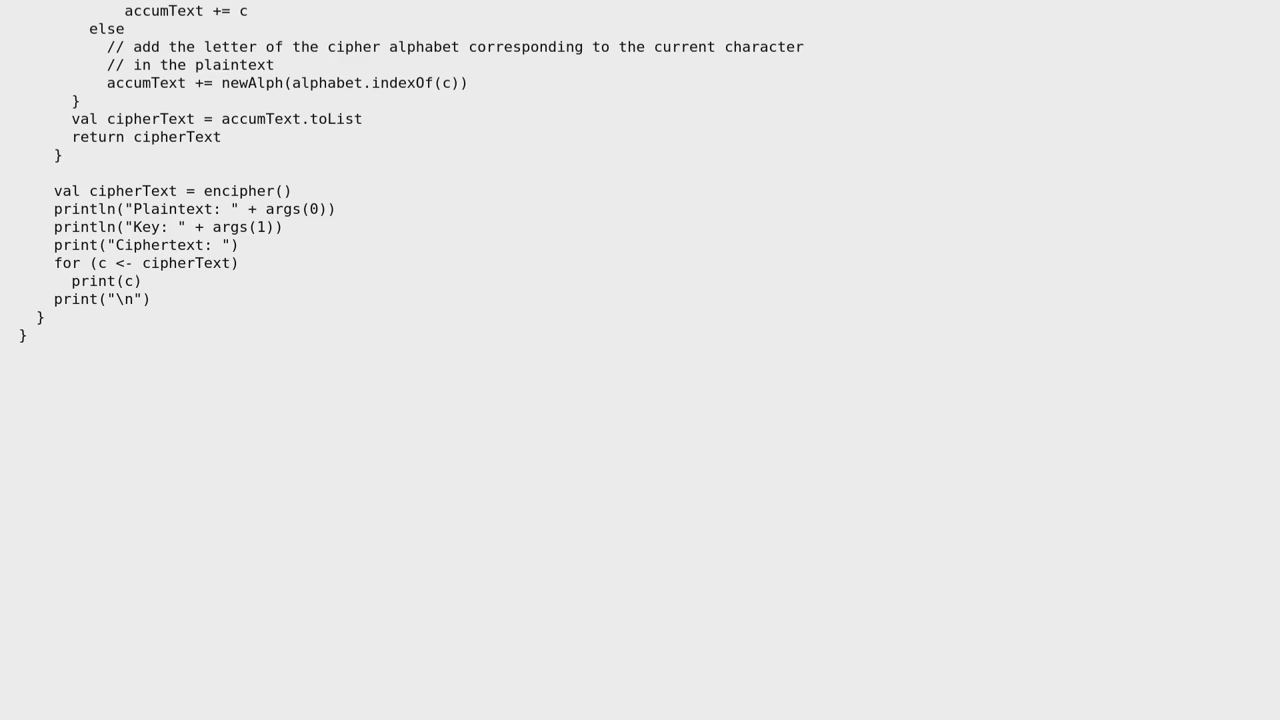 accumText += c
        else
          // add the letter of the cipher alphabet corresponding to the current character
          // in the plaintext
          accumText += newAlph(alphabet.indexOf(c))
      }
      val cipherText = accumText.toList
      return cipherText
    }

    val cipherText = encipher()
    println("Plaintext: " + args(0))
    println("Key: " + args(1))
    print("Ciphertext: ")
    for (c <- cipherText)
      print(c)
    print("\n")
  }
}